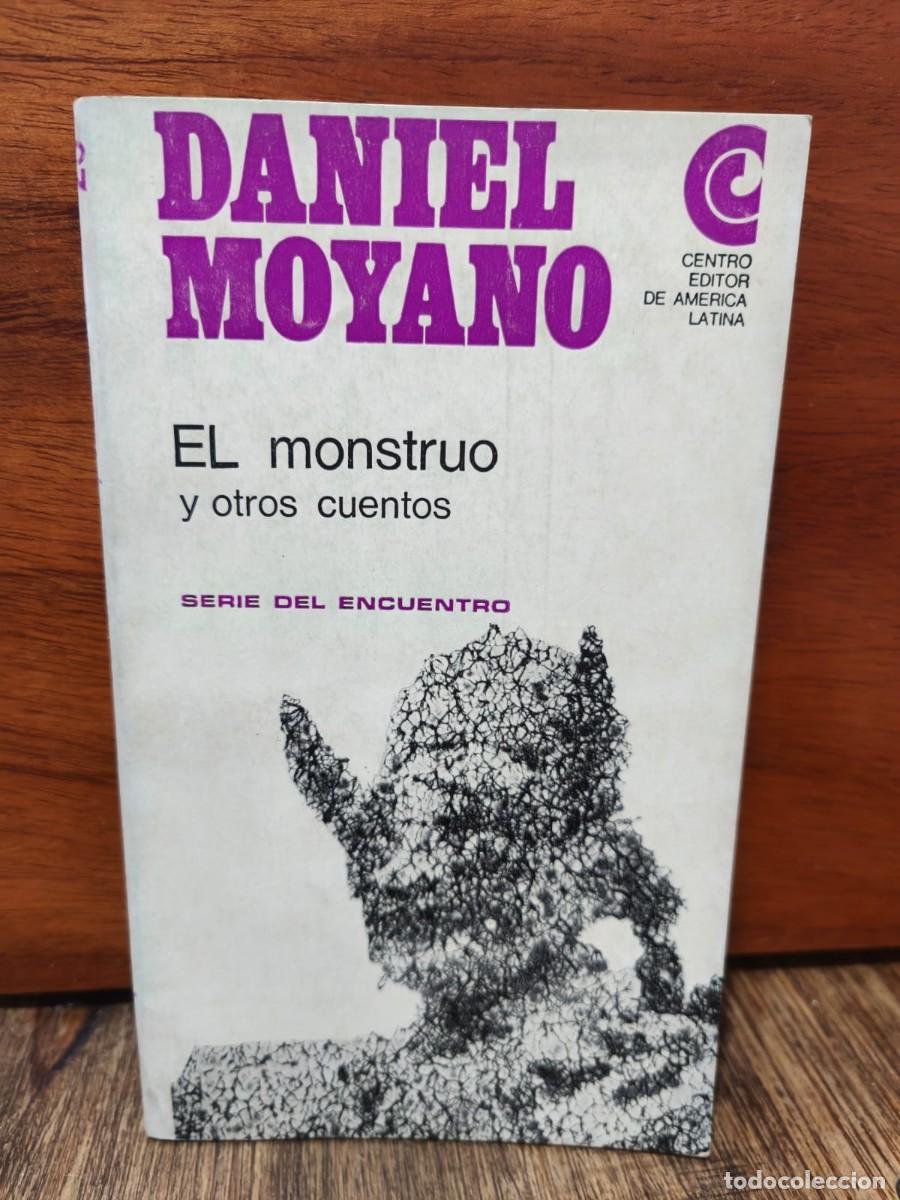 DANIEL
MOYANO
CENTRO
EDITOR
DE AMERICA
LATINA
EL monstruo
y otros cuentos
SERIE DEL ENCUENTRO
todocoleccion